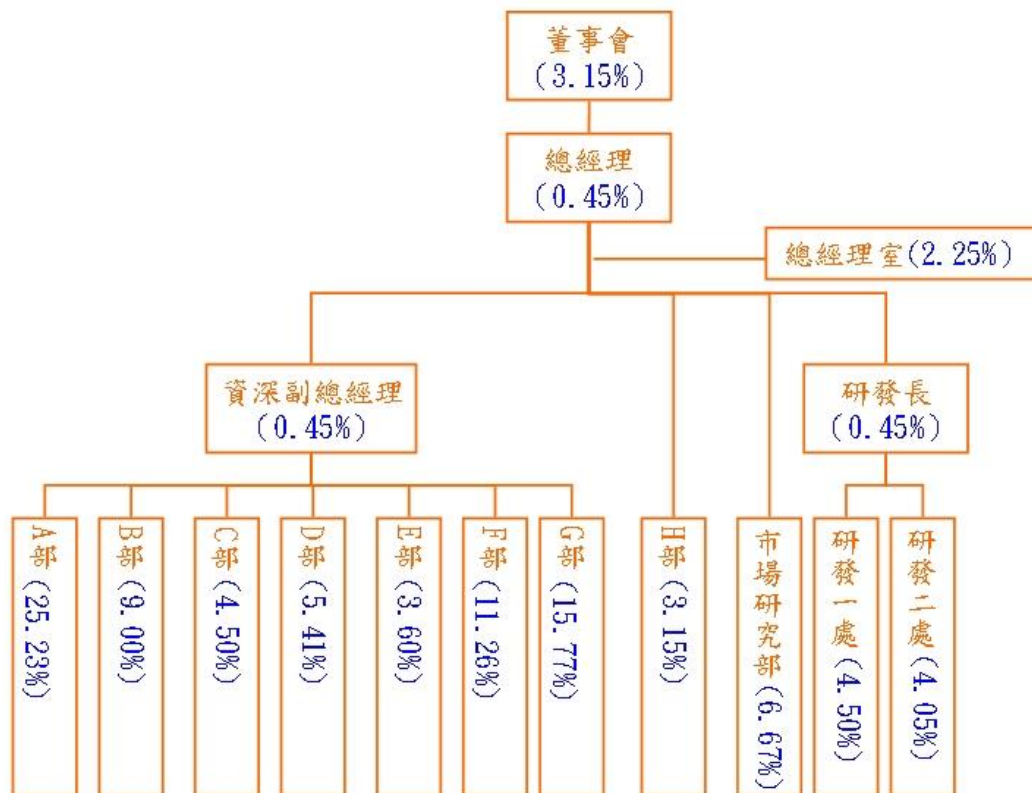 董事會
(3.15%)
總經理
(0.45%)
總經理室(2.25%)
資深副總經理
(0.45%)
研發長
(0.45%)
A部(25.23%)
B部(9.00%)
C部(4.50%)
D部(5.41%)
E部(3.60%)
F部(11.26%)
G部(15.77%)
H部(3.15%)
市場研究部(6.67%)
研發一處(4.50%)
研發二處(4.05%)